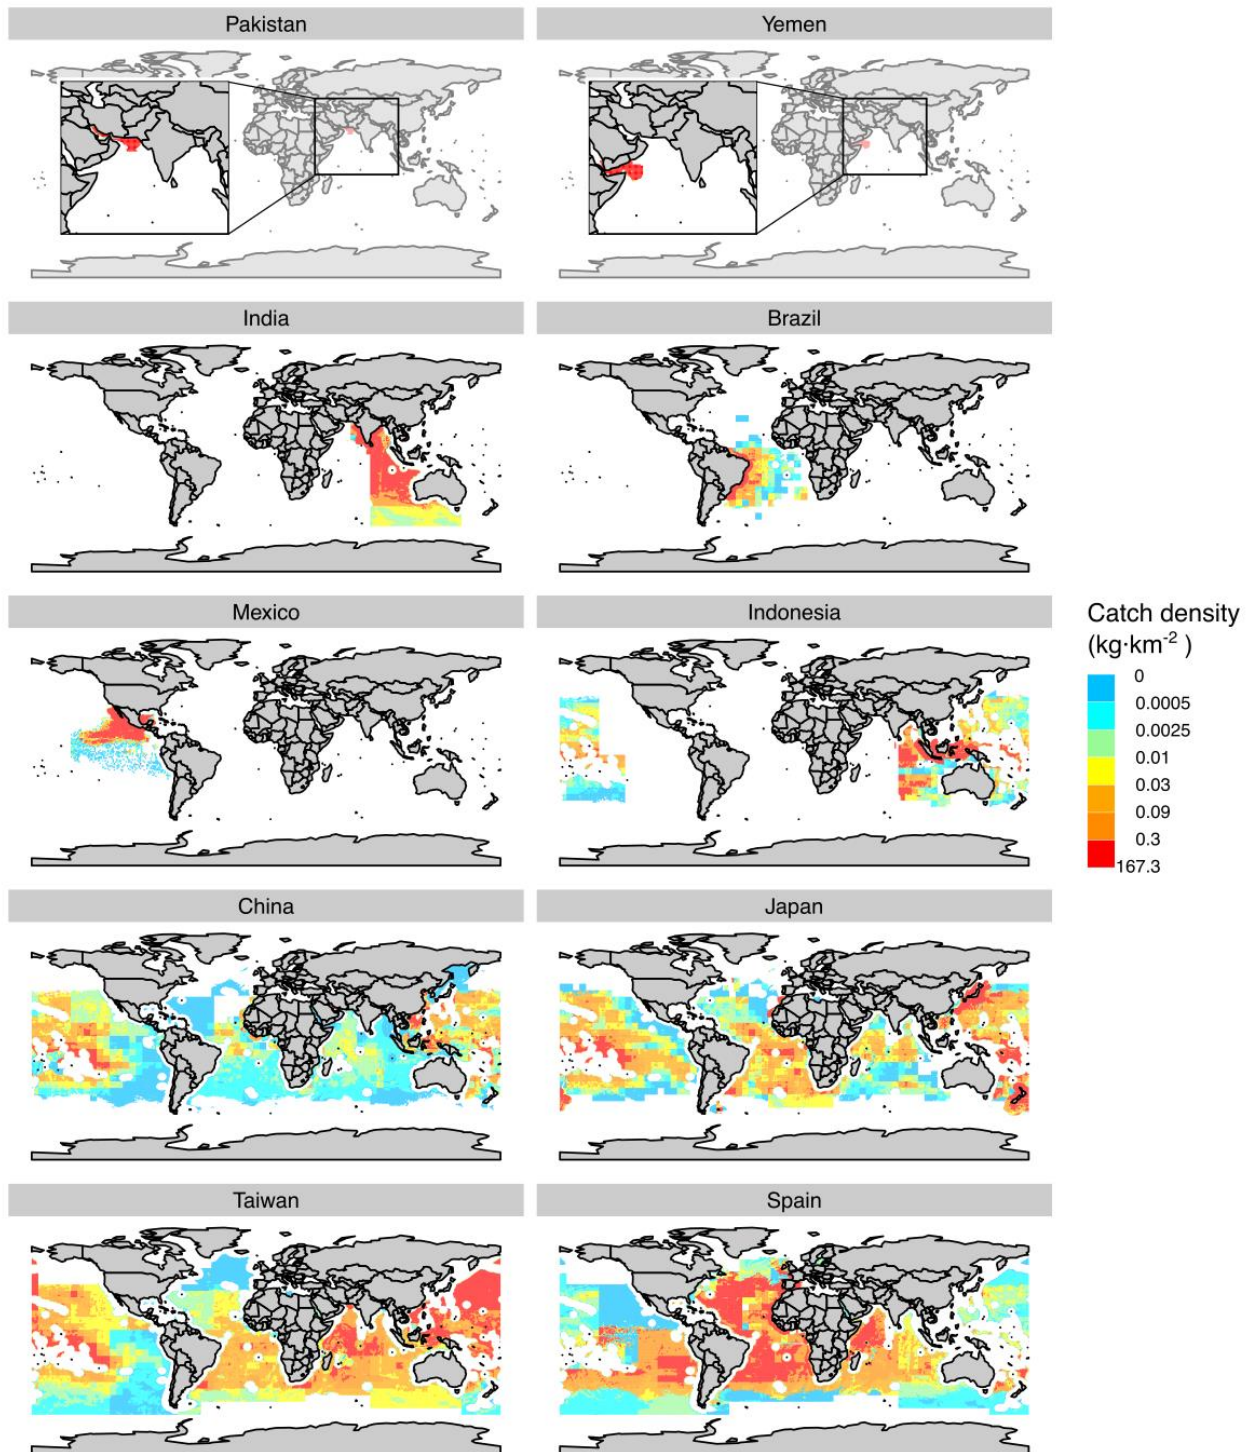 Pakistan
Yemen
India
Brazil
Mexico
Indonesia
Catch density
(kg·km⁻² )
0
0.0005
0.0025
0.01
0.03
0.09
0.3
167.3
China
Japan
Taiwan
Spain